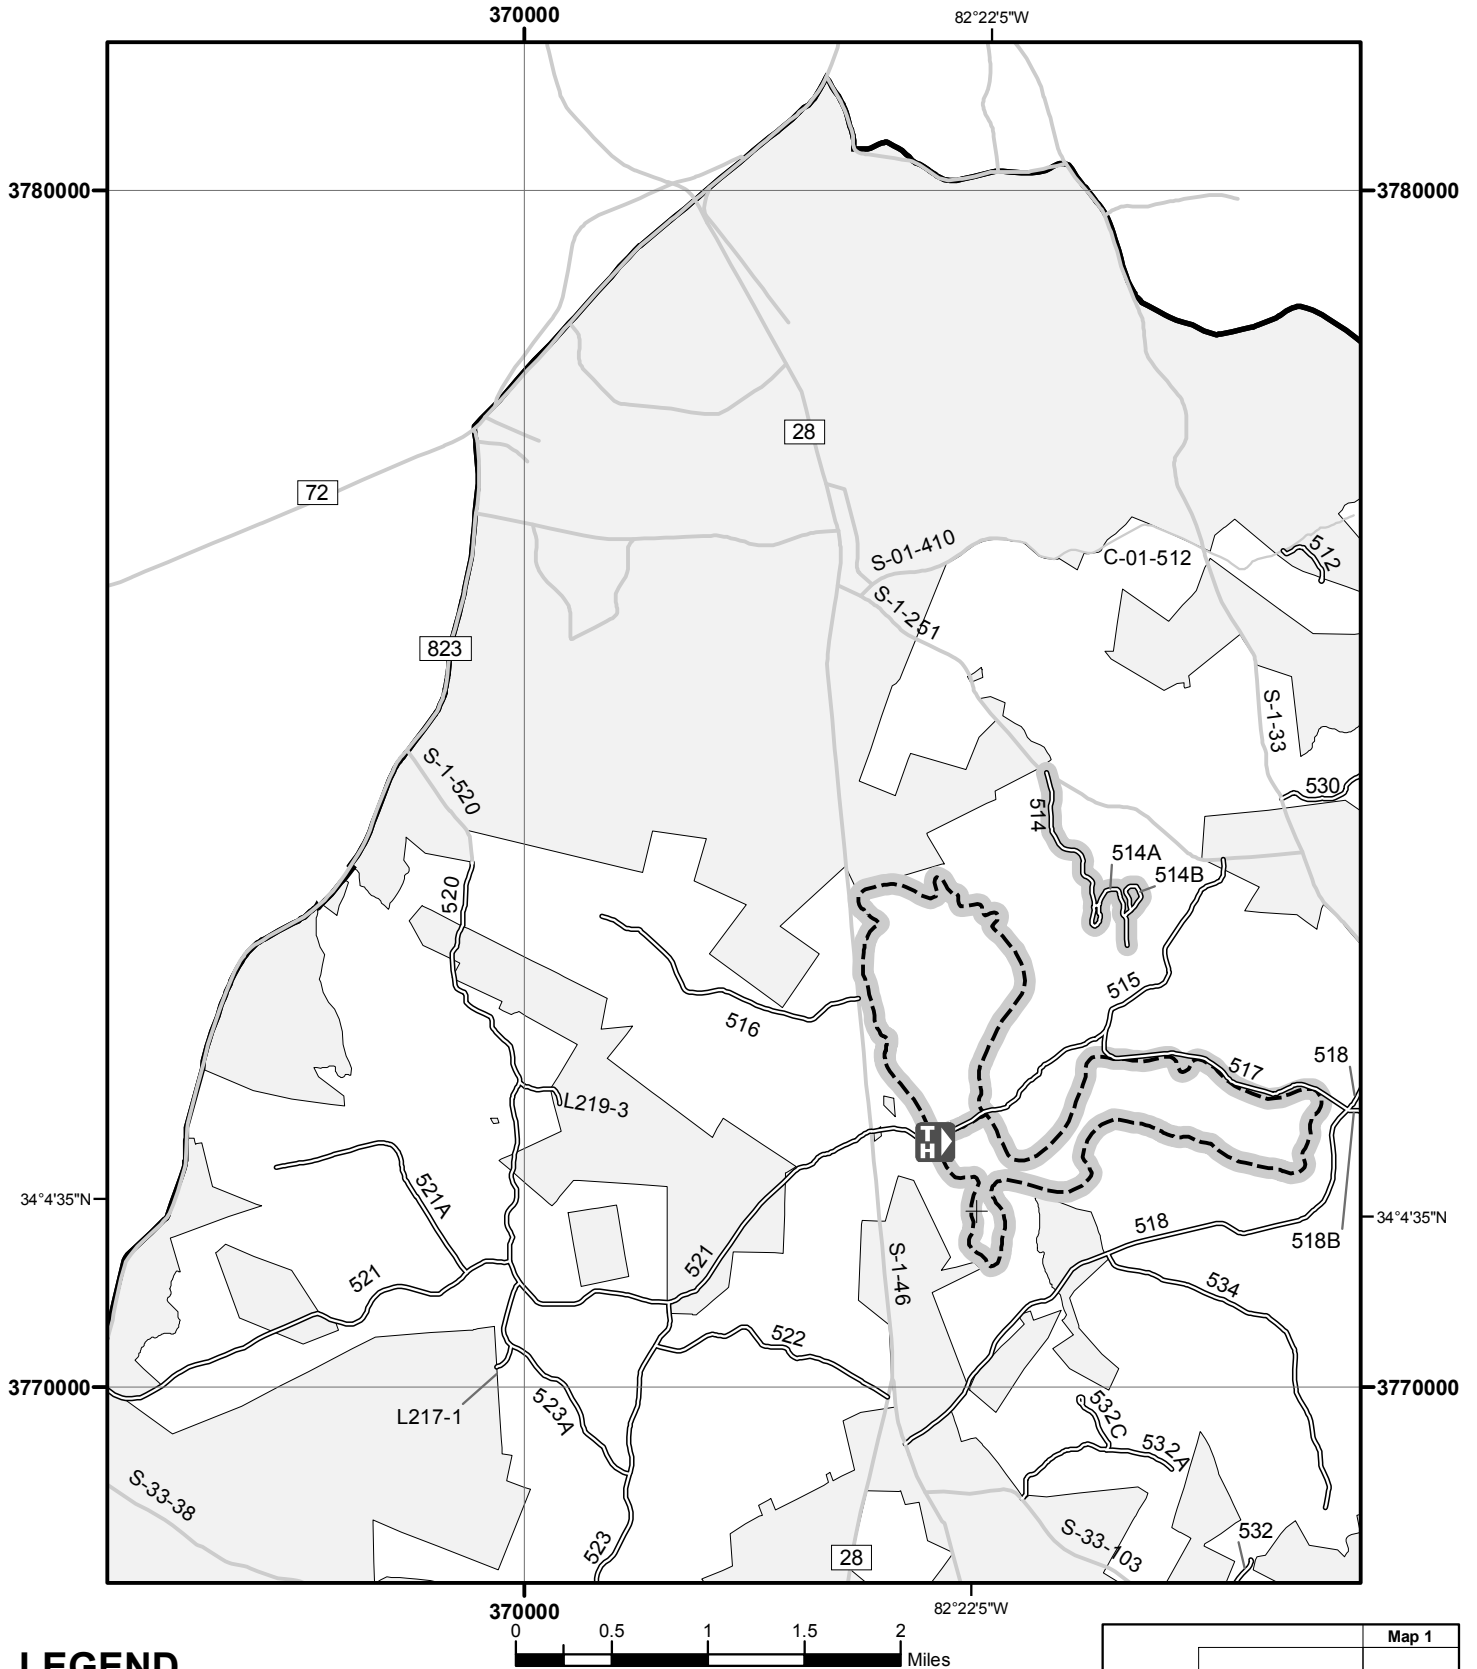 370000
82°22'5"W
3780000
3780000
28
72
S-01-410
C-01-512
512
S-1-251
823
S-1-33
S-1-520
530
514
514A
514B
520
515
516
518
517
L219-3
TH
521A
34°4'35"N
34°4'35"N
518
518B
521
521
S-1-46
534
522
3770000
3770000
L217-1
523A
532C
532A
S-33-38
S-33-103
532
523
28
370000
82°22'5"W
0 0.5 1 1.5 2
Miles
Map 1
LEGEND